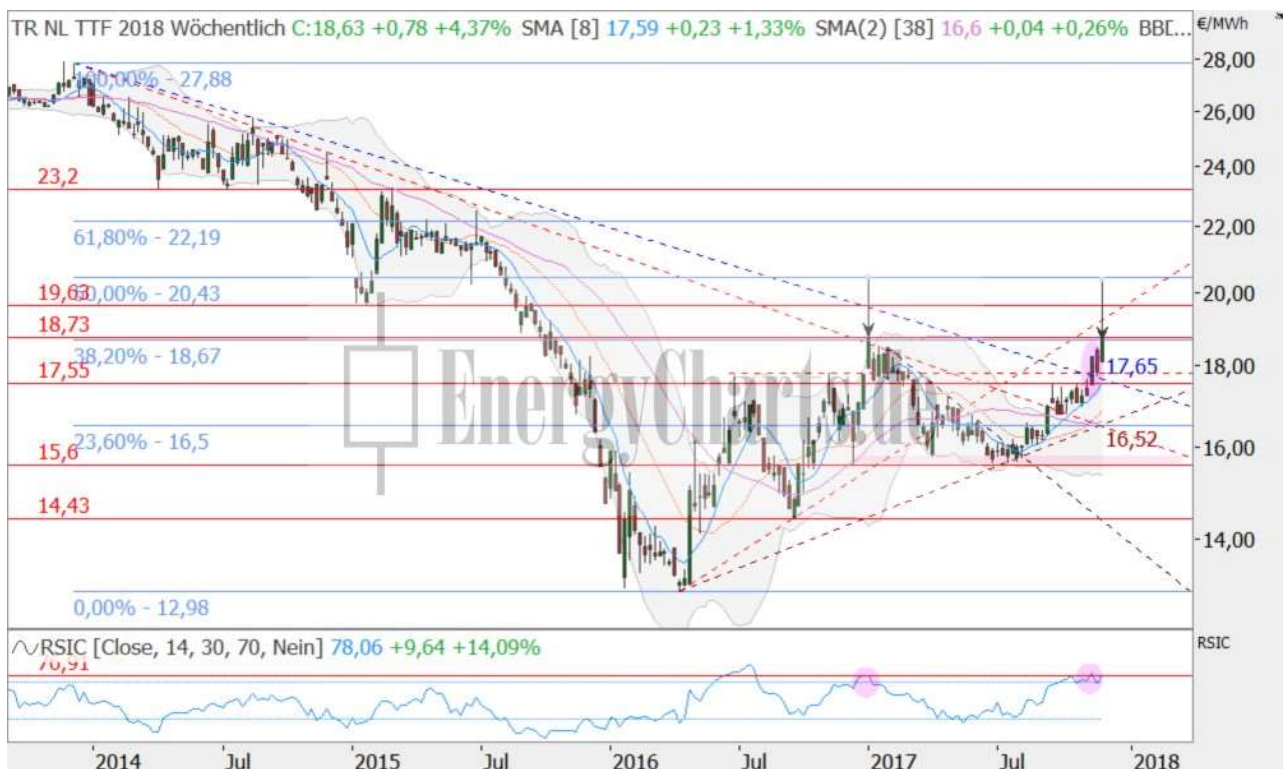 TR NL TTF 2018 Wöchentlich C:18,63 +0,78 +4,37% SMA [8] 17,59 +0,23 +1,33% SMA(2) [38] 16,6 +0,04 +0,26% BBI...
€/MWh
28,00
100,00% - 27,88
26,00
24,00
23,2
22,00
61,80% - 22,19
20,00
50,00% - 20,43
19,63
18,73
38,20% - 18,67
18,00
17,65
17,55
EnergyCharts.de
16,52
23,60% - 16,5
16,00
15,6
14,43
14,00
0,00% - 12,98
RSIC [Close, 14, 30, 70, Nein] 78,06 +9,64 +14,09%
RSIC
76,91
2014 Jul 2015 Jul 2016 Jul 2017 Jul 2018